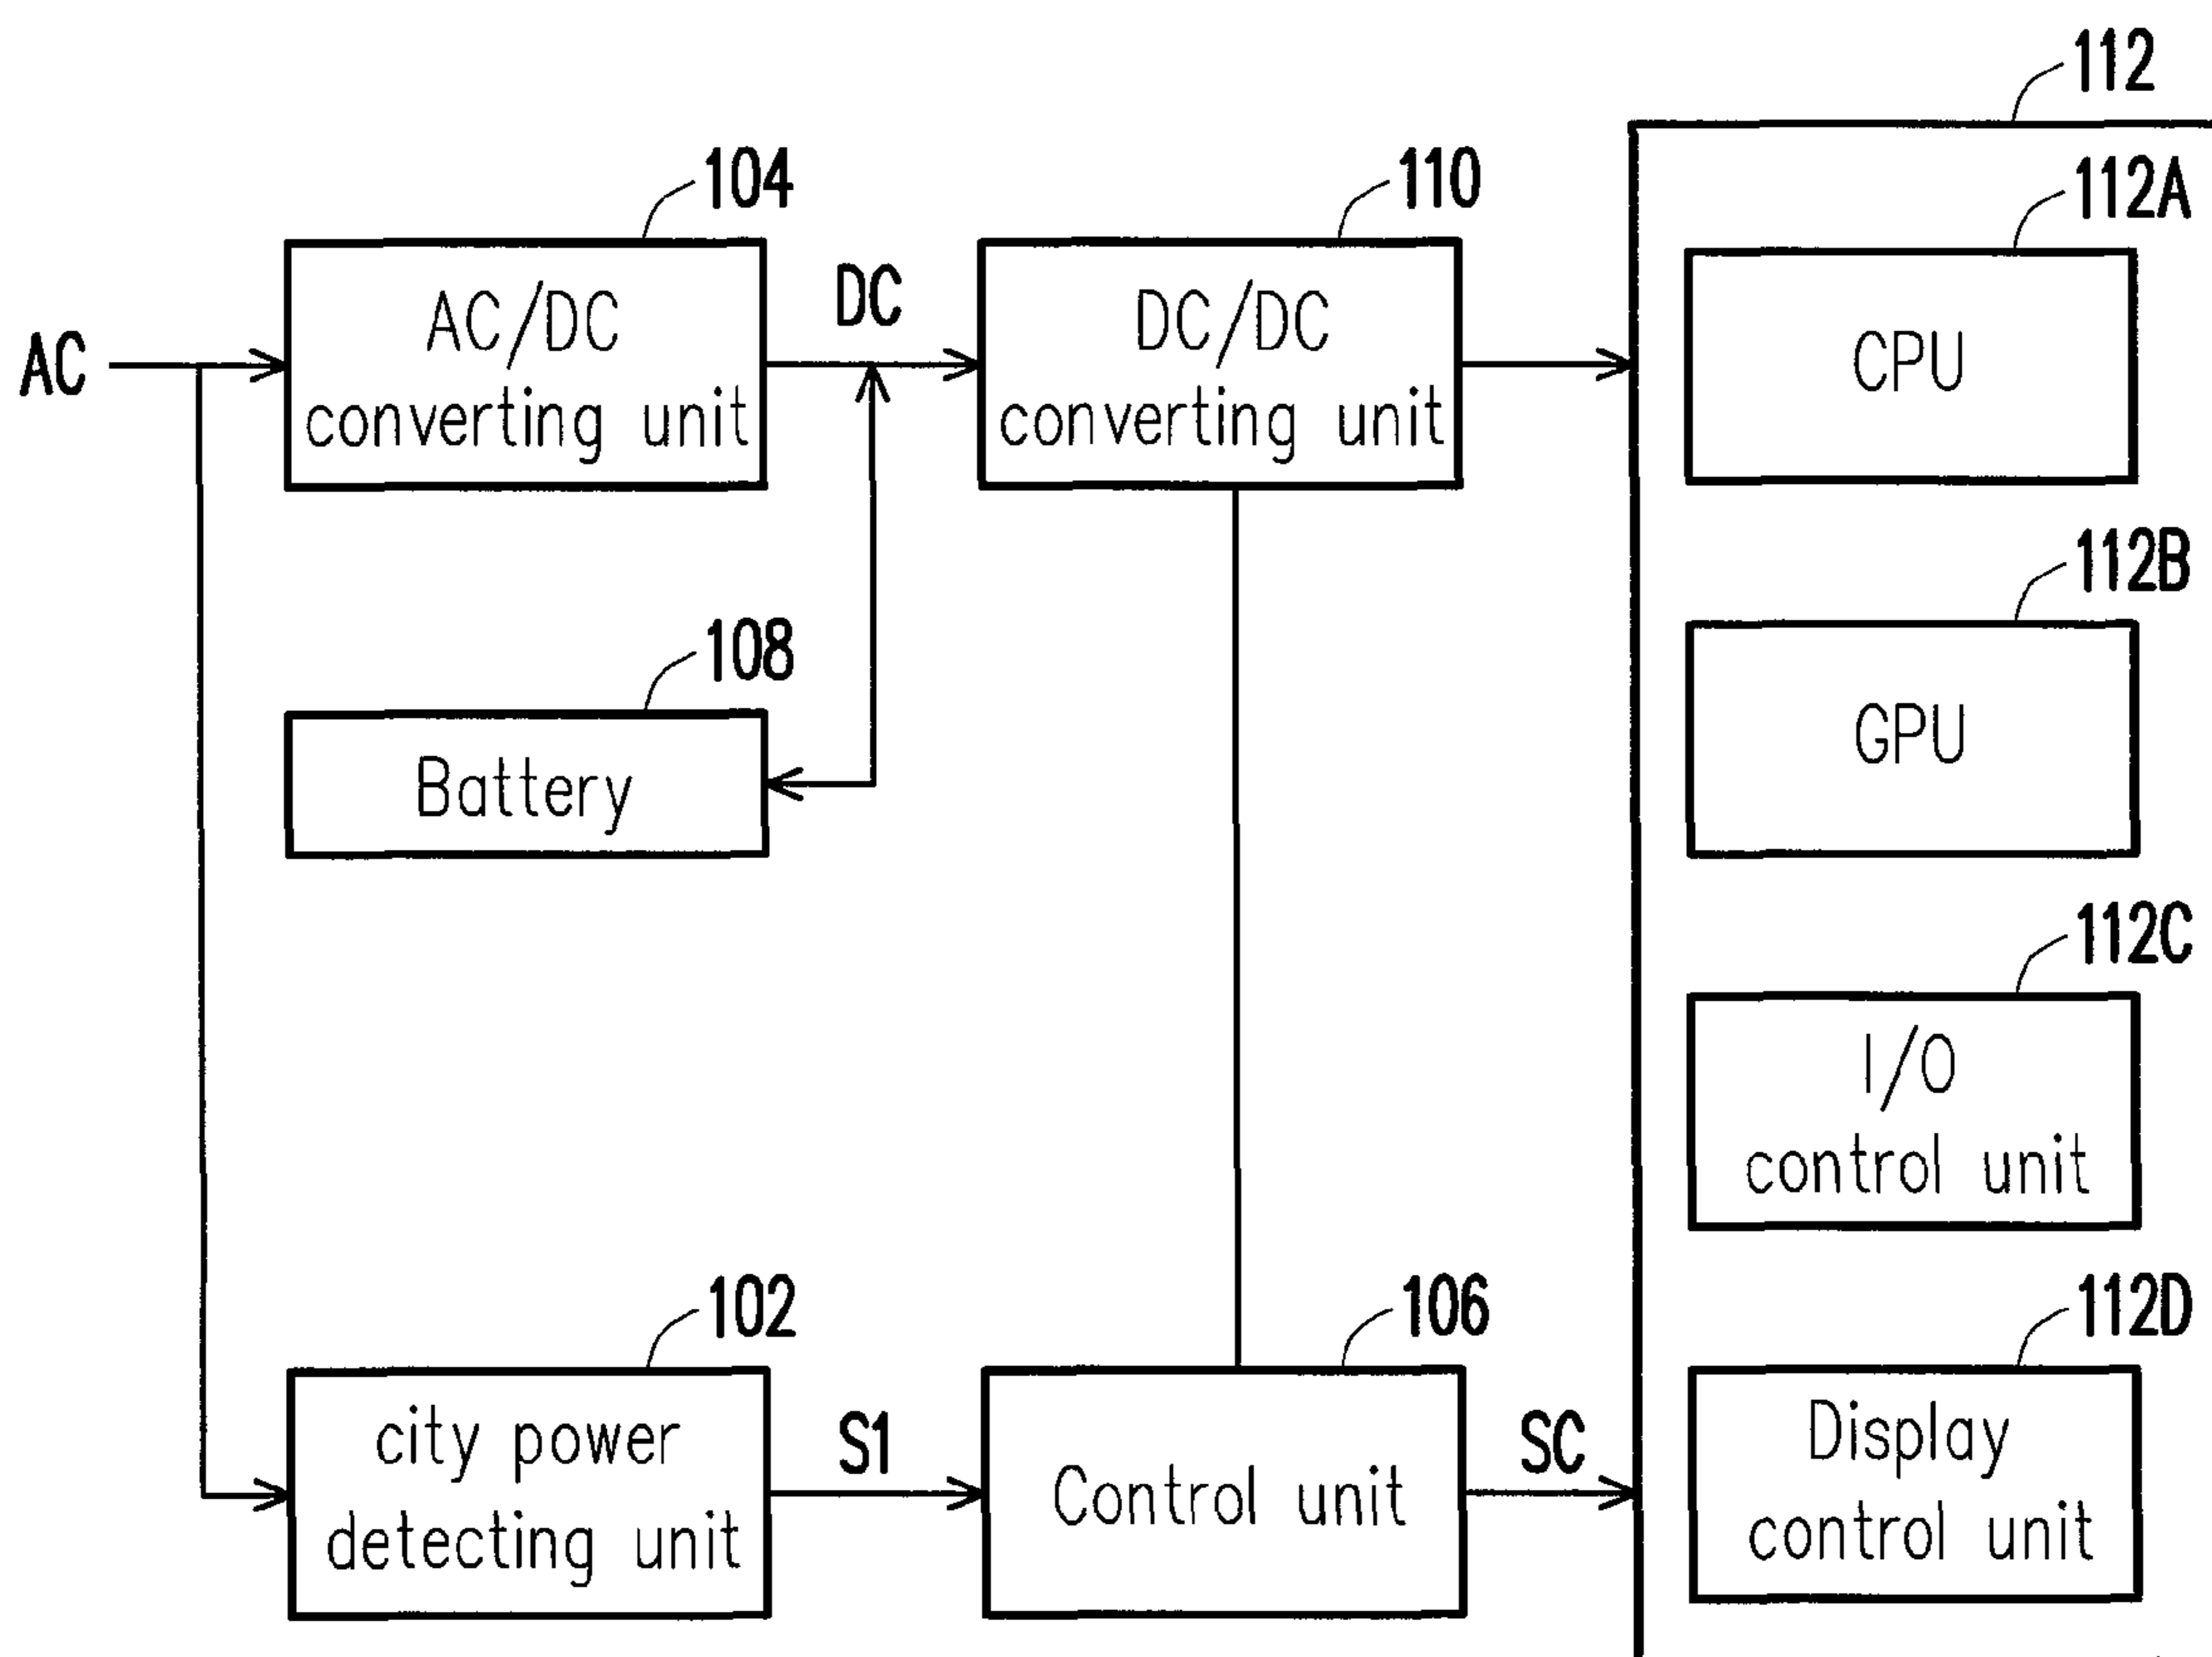 112
104
110
112A
AC
AC/DC
converting unit
DC
DC/DC
converting unit
CPU
112B
GPU
108
Battery
112C
I/O
control unit
102
city power
detecting unit
S1
106
Control unit
SC
112D
Display
control unit